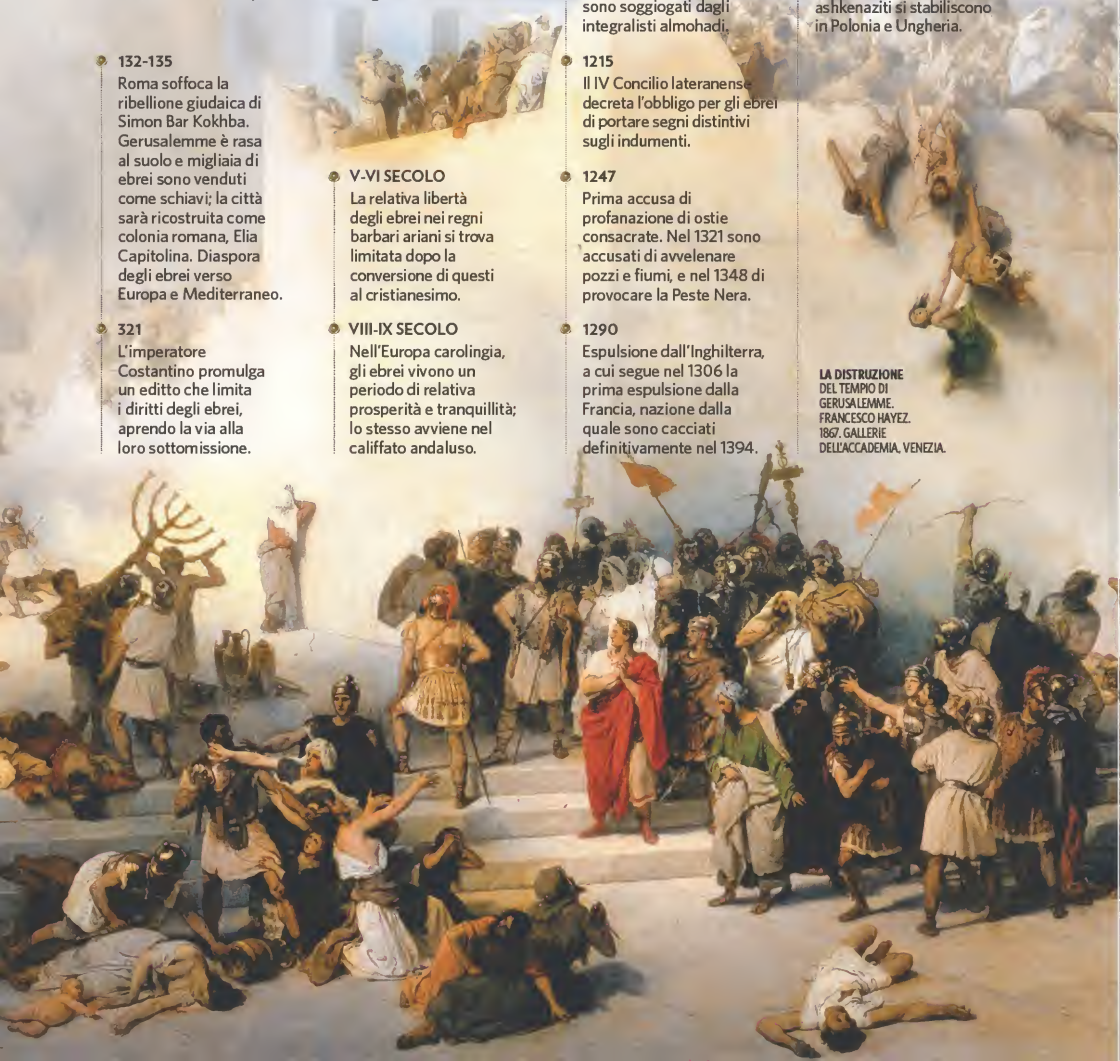 132-135
Roma soffoca la
ribellione giudaica di
Simon Bar Kokhba.
Gerusalemme è rasa
al suolo e migliaia di
ebrei sono venduti
come schiavi; la città
sarà ricostruita come
colonia romana, Elia
Capitolina. Diaspora
degli ebrei verso
Europa e Mediterraneo.
321
L'imperatore
Costantino promulga
un editto che limita
i diritti degli ebrei,
aprendo la via alla
loro sottomissione.
V-VI SECOLO
La relativa libertà
degli ebrei nei regni
barbari ariani si trova
limitata dopo la
conversione di questi
al cristianesimo.
VIII-IX SECOLO
Nell'Europa carolingia,
gli ebrei vivono un
periodo di relativa
prosperità e tranquillità;
lo stesso avviene nel
califfato andaluso.
sono soggiogati dagli
integralisti almohadi.
1215
Il IV Concilio lateranense
decreta l'obbligo per gli ebrei
di portare segni distintivi
sugli indumenti.
1247
Prima accusa di
profanazione di ostie
consacrate. Nel 1321 sono
accusati di avvelenare
pozzi e fiumi, e nel 1348 di
provocare la Peste Nera.
1290
Espulsione dall'Inghilterra,
a cui segue nel 1306 la
prima espulsione dalla
Francia, nazione dalla
quale sono cacciati
definitivamente nel 1394.
ashkenaziti si stabiliscono
in Polonia e Ungheria.
LA DISTRUZIONE
DEL TEMPIO DI
GERUSALEMME.
FRANCESCO HAYEZ.
1867. GALLERIE
DELL'ACCADEMIA, VENEZIA.